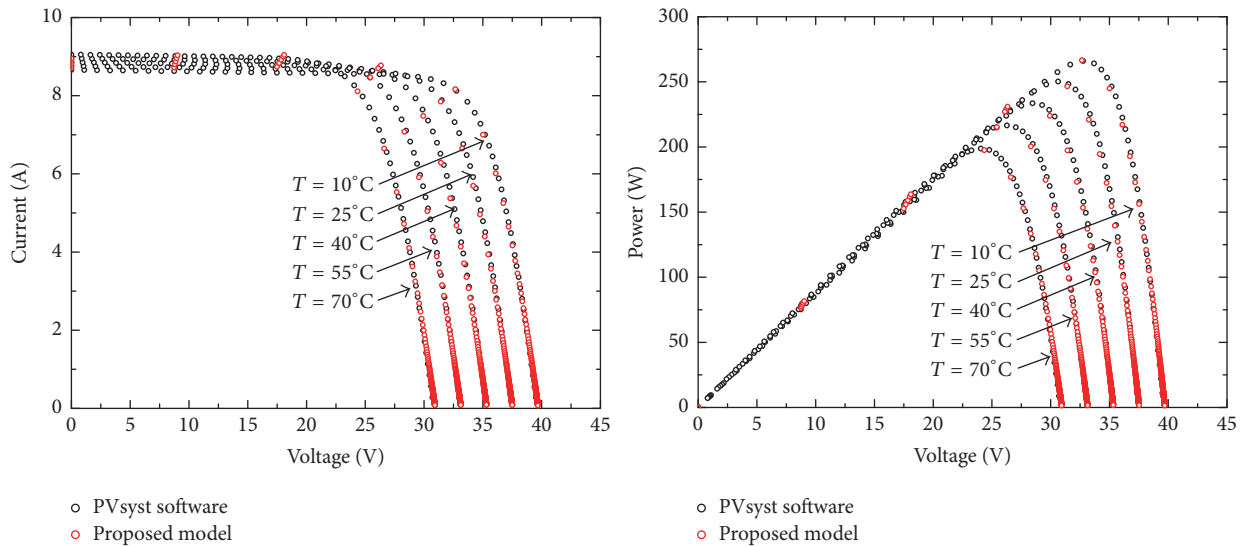 10
8
6
4
2
0
Current (A)
T = 10°C
T = 25°C
T = 40°C
T = 55°C
T = 70°C
0 5 10 15 20 25 30 35 40 45
Voltage (V)
PVsyst software
Proposed model
300
250
200
150
100
50
0
Power (W)
T = 10°C
T = 25°C
T = 40°C
T = 55°C
T = 70°C
0 5 10 15 20 25 30 35 40 45
Voltage (V)
PVsyst software
Proposed model